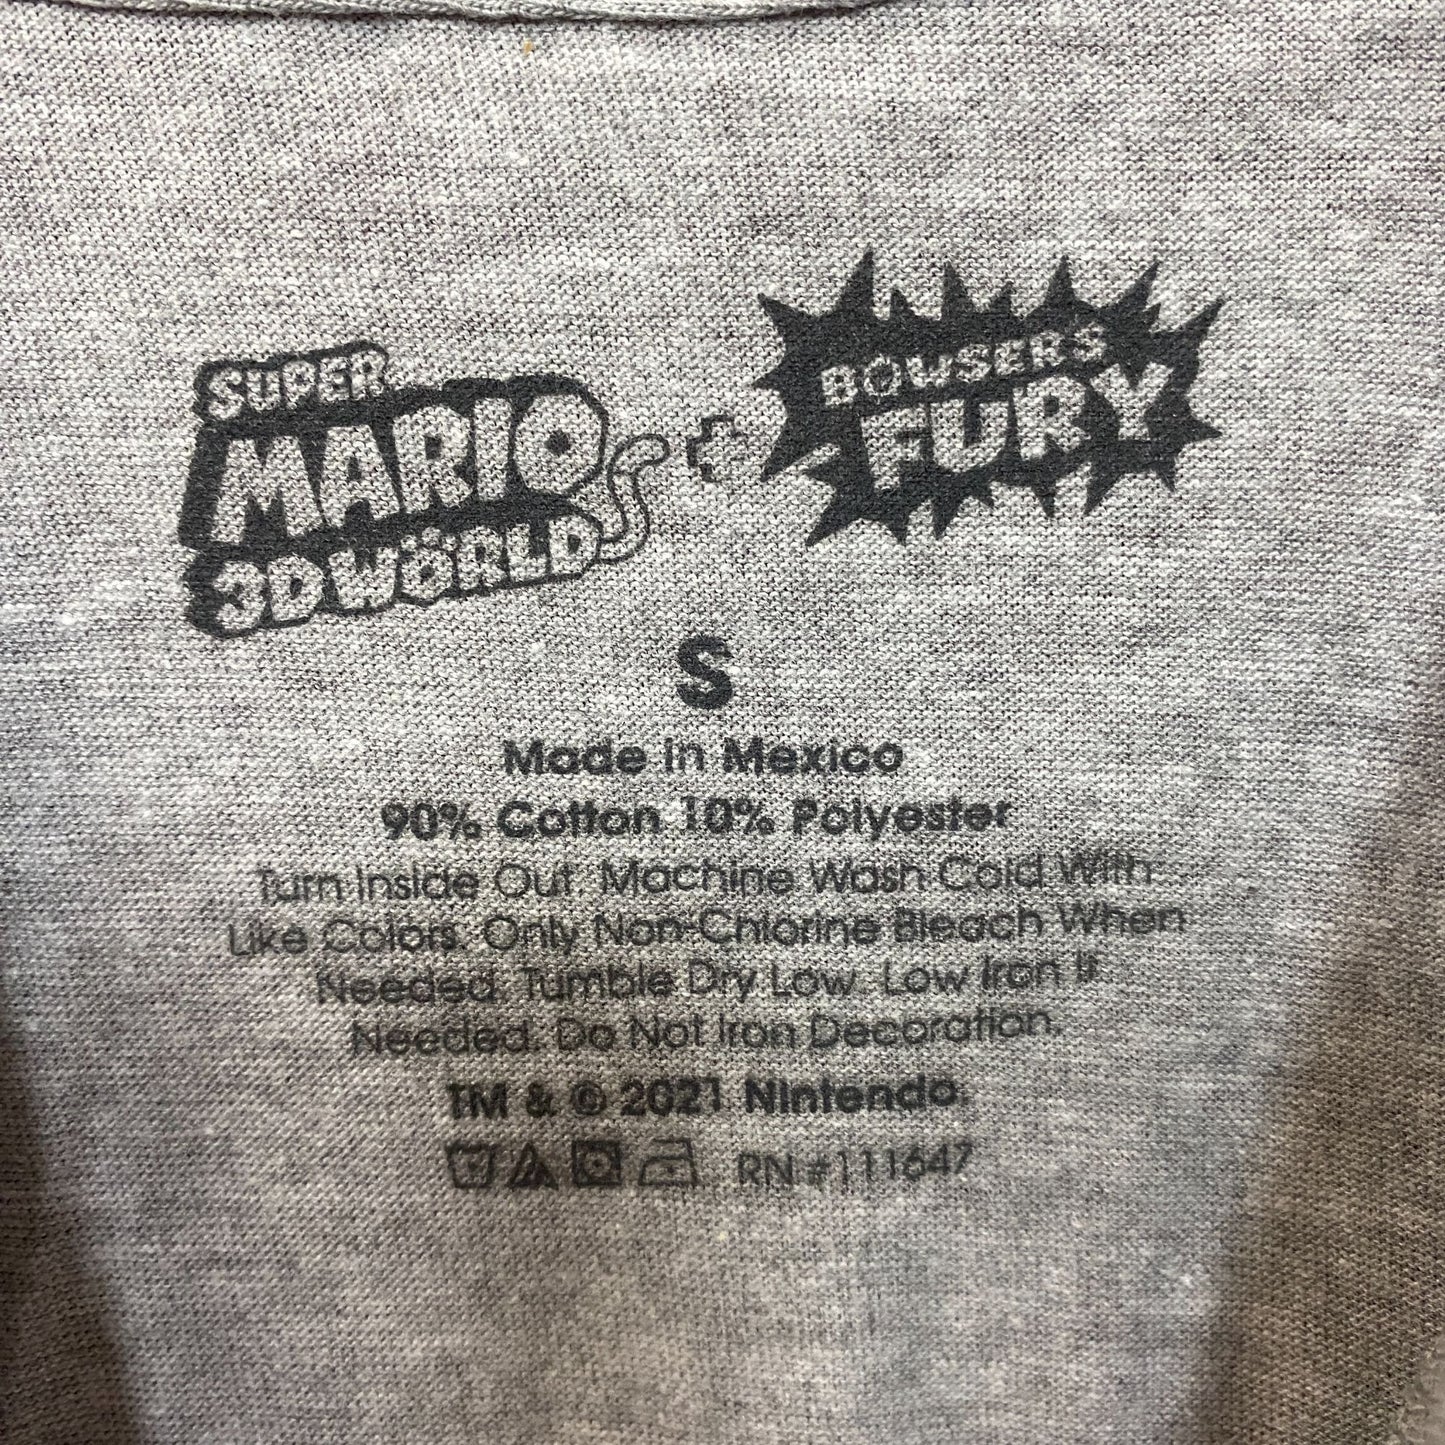 SUPER
MARIO
3D WORLD
+
BOWSER'S
FURY
S
Made in Mexico
90% Cotton 10% Polyester
Turn Inside Out. Machine Wash Cold With
Like Colors. Only Non-Chlorine Bleach When
Needed. Tumble Dry Low. Low Iron If
Needed. Do Not Iron Decoration.
TM & © 2021 Nintendo.
RN #111647